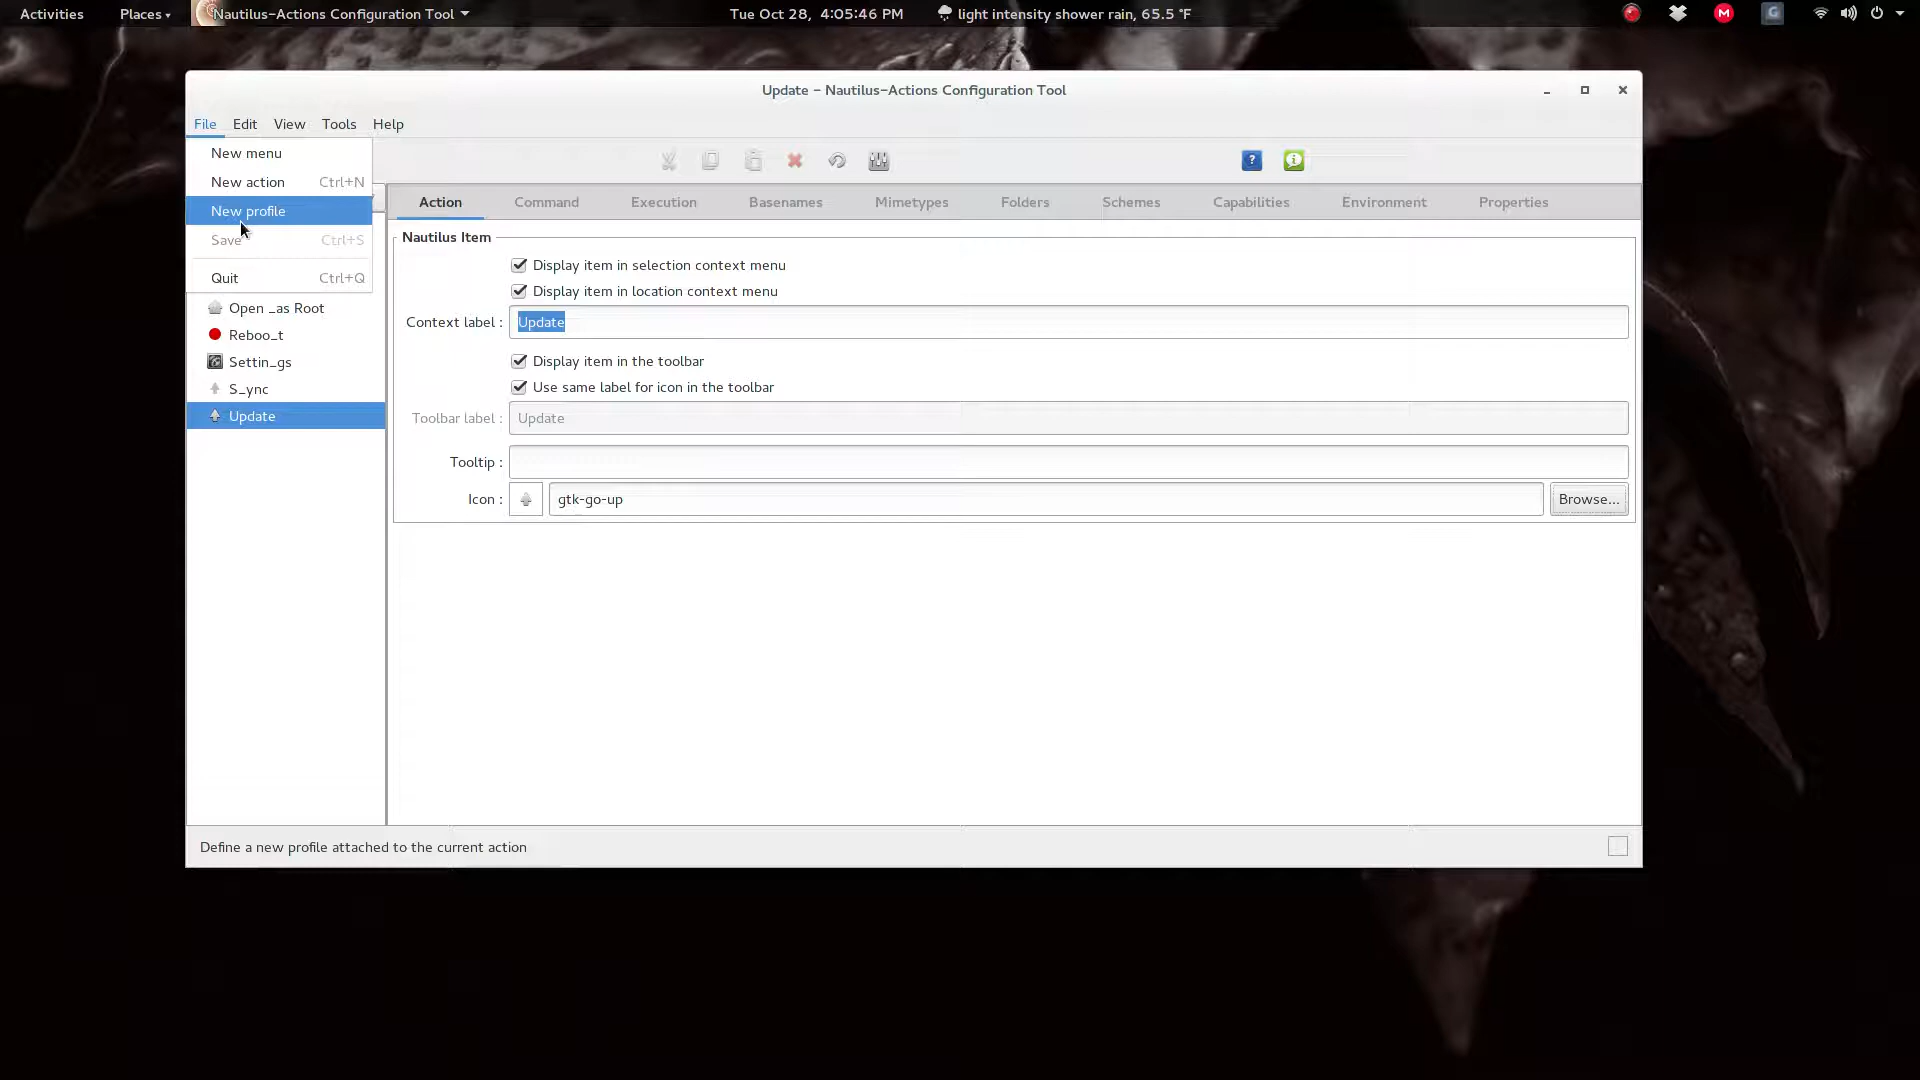 Activities Places Nautilus-Actions Configuration Tool Tue Oct 28, 4:05:46 PM light intensity shower rain, 65.5 °F M G
Update - Nautilus-Actions Configuration Tool
File Edit View Tools Help
New menu
New action Ctrl+N
New profile
Save Ctrl+S
Quit Ctrl+Q
Open _as Root
Reboo_t
Settin_gs
S_ync
Update
Action Command Execution Basenames Mimetypes Folders Schemes Capabilities Environment Properties
Nautilus Item
Display item in selection context menu
Display item in location context menu
Context label : Update
Display item in the toolbar
Use same label for icon in the toolbar
Toolbar label : Update
Tooltip :
Icon : gtk-go-up Browse...
Define a new profile attached to the current action